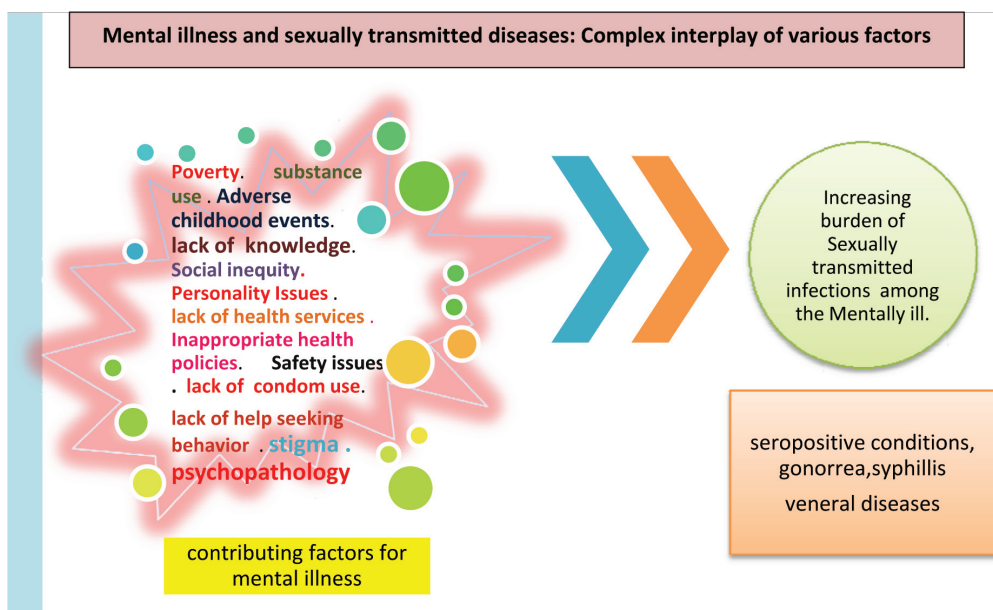 Mental illness and sexually transmitted diseases: Complex interplay of various factors
Poverty. substance
use . Adverse
childhood events.
lack of knowledge.
Social inequity.
Personality Issues .
lack of health services .
Inappropriate health
policies. Safety issues
. lack of condom use.
lack of help seeking
behavior . stigma .
psychopathology
contributing factors for
mental illness
Increasing
burden of
Sexually
transmitted
infections among
the Mentally ill.
seropositive conditions,
gonorrea,syphillis
veneral diseases